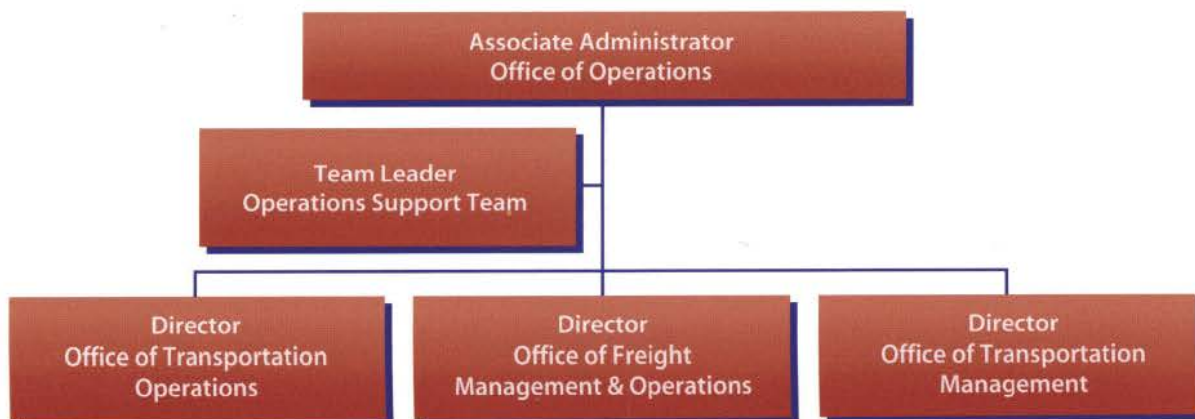 Associate Administrator
Office of Operations
Team Leader
Operations Support Team
Director
Office of Transportation
Operations
Director
Office of Freight
Management & Operations
Director
Office of Transportation
Management